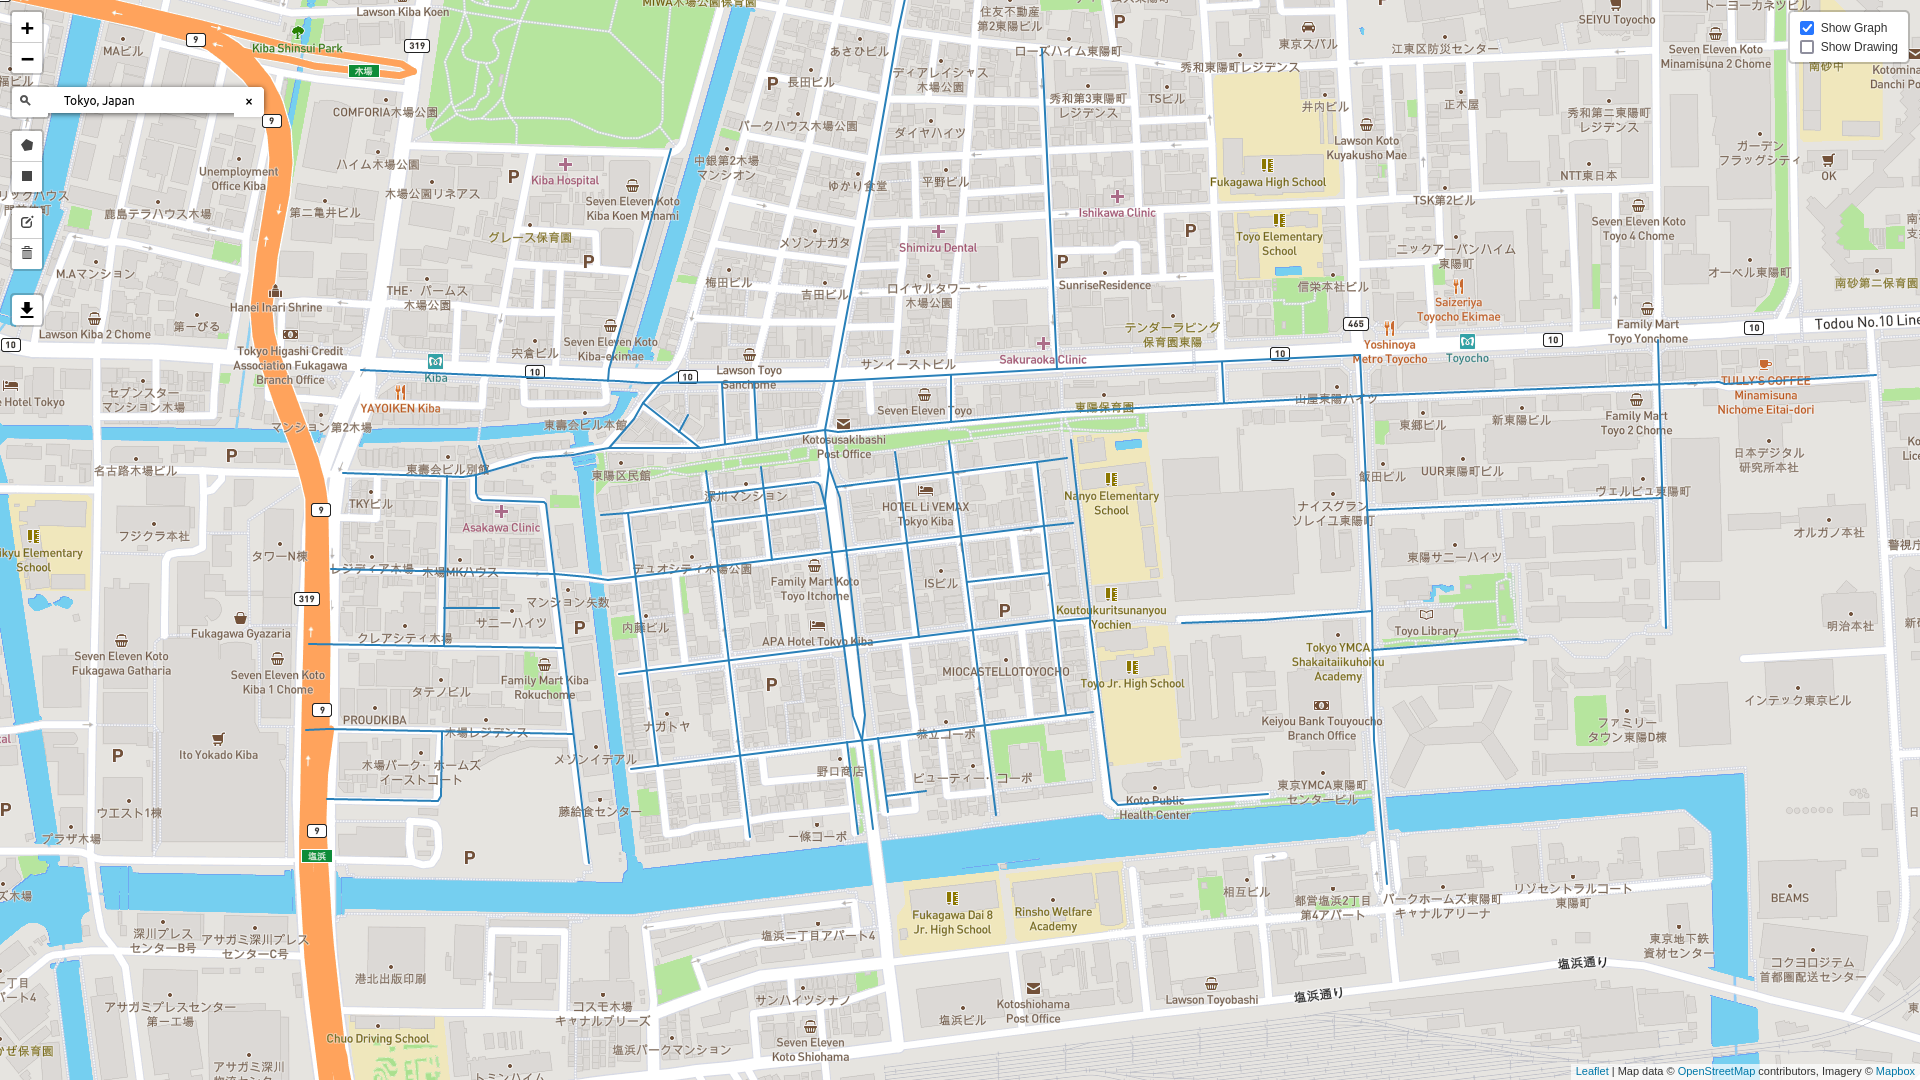 MIWA木場公園保育園
Lawson Kiba Koen
住友不動産
第2東陽ビル
SEIYU Toyocho
トーヨーカネツビル
Show Graph
Show Drawing
+
−
9
MAビル
Kiba Shinsui Park
319
木場
あさひビル
P
ローズハイム東陽町
東京スバル
江東区防災センター
Seven Eleven Koto
Minamisuna 2 Chome
秀和東陽町レジデンス
南砂中
Kotomina
Danchi Po
ディアレイシャス
木場公園
長田ビル
P
Tokyo, Japan
×
9
COMFORIA木場公園
秀和第3東陽町
レジデンス
TSビル
井内ビル
正木屋
秀和第二東陽町
レジデンス
パークハウス木場公園
ダイヤハイツ
Lawson Koto
Kuyakusho Mae
ガーデン
フラッグシティ
OK
ハイム木場公園
Unemployment
Office Kiba
P
Kiba Hospital
中銀第2木場
マンシオン
ゆかり食堂
平野ビル
Fukagawa High School
NTT東日本
木場公園リネアス
Seven Eleven Koto
Kiba Koen Minami
Ishikawa Clinic
TSK第2ビル
鹿島テラハウス木場
第二亀井ビル
グレース保育園
メゾンナガタ
Shimizu Dental
P
Toyo Elementary
School
Seven Eleven Koto
Toyo 4 Chome
ニックアーバンハイム
東陽町
M.Aマンション
P
P
梅田ビル
吉田ビル
ロイヤルタワー
木場公園
SunriseResidence
信栄本社ビル
オーベル東陽町
南砂第二保育園
THE・パームス
木場公園
Hanei Inari Shrine
Saizeriya
Toyocho Ekimae
Lawson Kiba 2 Chome
第一びる
テンダーラビング
保育園東陽
465
10
10
Todou No.10 Line
Family Mart
Toyo Yonchome
10
Tokyo Higashi Credit
Association Fukagawa
Branch Office
Kiba
穴倉ビル
Seven Eleven Koto
Kiba-ekimae
サンイーストビル
Sakuraoka Clinic
10
Yoshinoya
Metro Toyocho
Toyocho
10
10
Lawson Toyo
Sanchome
TULLY'S COFFEE
Minamisuna
Nichome Eitai-dori
セブンスター
マンション木場
YAYOIKEN Kiba
Seven Eleven Toyo
東陽保育園
山屋東陽ハイツ
マンション第2木場
東壽会ビル本館
Kotosusakibashi
Post Office
東郷ビル
新東陽ビル
Family Mart
Toyo 2 Chome
名古路木場ビル
P
東壽会ビル別館
東陽区民館
飯田ビル
UUR東陽町ビル
日本デジタル
研究所本社
TKYビル
深川マンション
HOTEL Li VEMAX
Tokyo Kiba
Nanyo Elementary
School
ヴェルビュ東陽町
9
Asakawa Clinic
ナイスグラン
ソレイユ東陽町
フジクラ本社
オルガノ本社
タワーN棟
レジディア木場
木場MKハウス
デュオシティ木場公園
東陽サニーハイツ
Family Mart Koto
Toyo Itchome
ISビル
319
マンション矢数
サニーハイツ
P
内藤ビル
P
Koutoukuritsunanyou
Yochien
Toyo Library
明治本社
Fukagawa Gyazaria
クレアシティ木場
APA Hotel Tokyo Kiba
Seven Eleven Koto
Fukagawa Gatharia
Seven Eleven Koto
Kiba 1 Chome
Family Mart Kiba
Rokuchome
P
MIOCASTELLOTOYOCHO
Toyo Jr. High School
Tokyo YMCA
Shakaitaiikuhoiku
Academy
タテノビル
9
PROUDKIBA
木場レジデンス
ナガトヤ
恭立コーポ
Keiyou Bank Touyoucho
Branch Office
ファミリー
タウン東陽D棟
インテック東京ビル
P
Ito Yokado Kiba
木場パーク・ホームズ
イーストコート
メゾンイデアル
野口商店
ビューティー・コーポ
東京YMCA東陽町
センタービル
P
ウエスト1棟
藤給食センター
Koto Public
Health Center
プラザ木場
9
一條コーポ
塩浜
P
相互ビル
BEAMS
Fukagawa Dai 8
Jr. High School
Rinsho Welfare
Academy
都営塩浜2丁目
第4アパート
パークホームズ東陽町
キャナルアリーナ
リゾセントラルコート
東陽町
深川プレス
センターB号
アサガミ深川プレス
センターC号
塩浜二丁目アパート4
東京地下鉄
資材センター
コクヨロジテム
首都圏配送センター
塩浜通り
港北出版印刷
サンハイツシナノ
Lawson Toyobashi
塩浜通り
アサガミプレスセンター
第一工場
コスモ木場
キャナルブリーズ
Kotoshiohama
Post Office
塩浜ビル
Chuo Driving School
塩浜パークマンション
Seven Eleven
Koto Shiohama
アサガミ深川
トミンハイム
Leaflet | Map data © OpenStreetMap contributors, Imagery © Mapbox